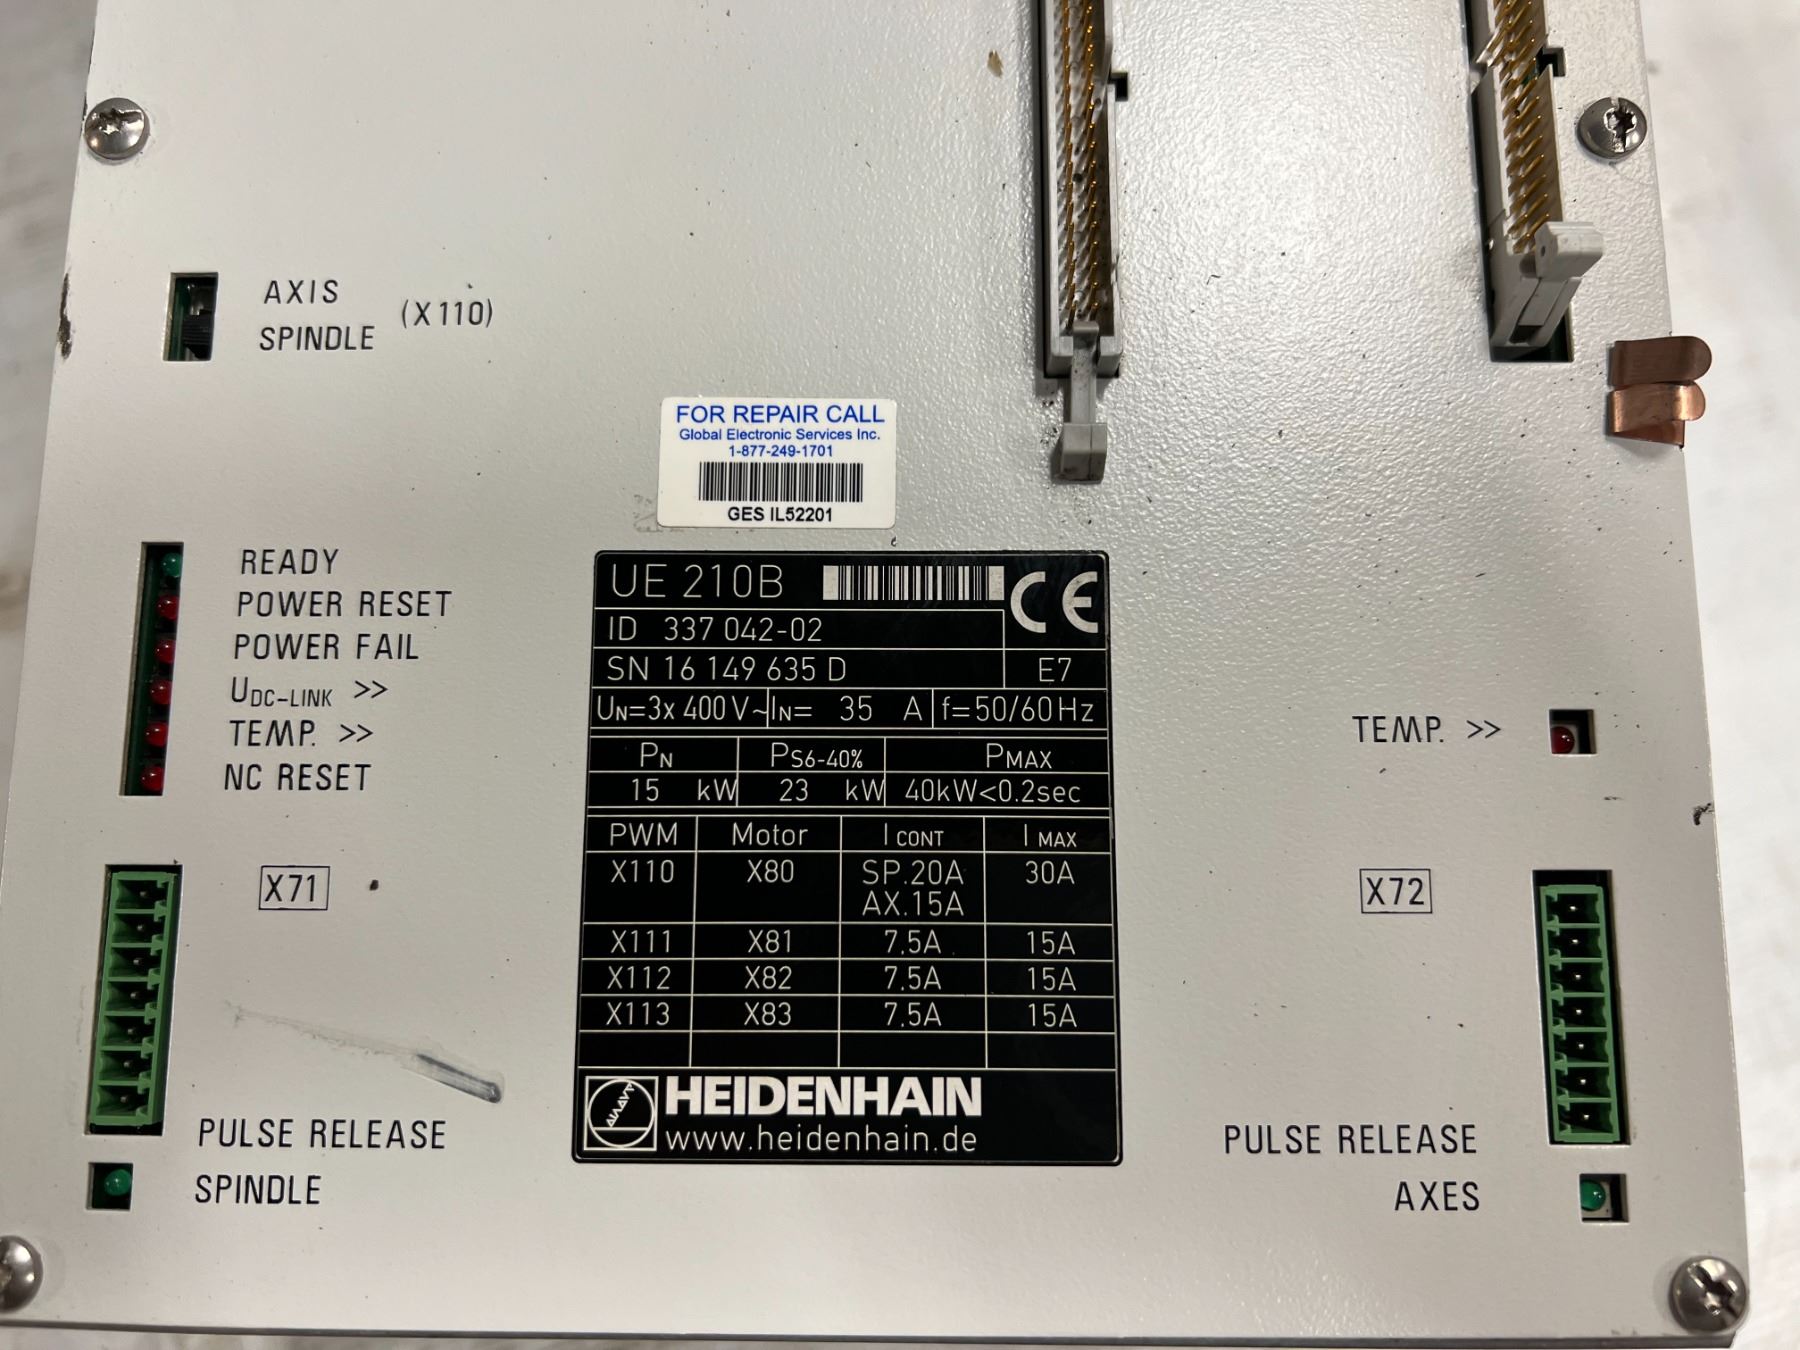 AXIS
SPINDLE (X110)
FOR REPAIR CALL
Global Electronic Services Inc.
1-877-249-1701
GES IL52201
READY
POWER RESET
POWER FAIL
UDC-LINK >>
TEMP. >>
NC RESET
X71
PULSE RELEASE
SPINDLE
UE 210B CE
ID 337 042-02
SN 16 149 635 D E7
UN=3x 400 V~ IN= 35 A f=50/60Hz
PN PS6-40% PMAX
15 kW 23 kW 40kW<0.2sec
PWM Motor I CONT I MAX
X110 X80 SP.20A 30A
AX.15A
X111 X81 7,5A 15A
X112 X82 7,5A 15A
X113 X83 7,5A 15A
HEIDENHAIN
www.heidenhain.de
TEMP. >>
X72
PULSE RELEASE
AXES